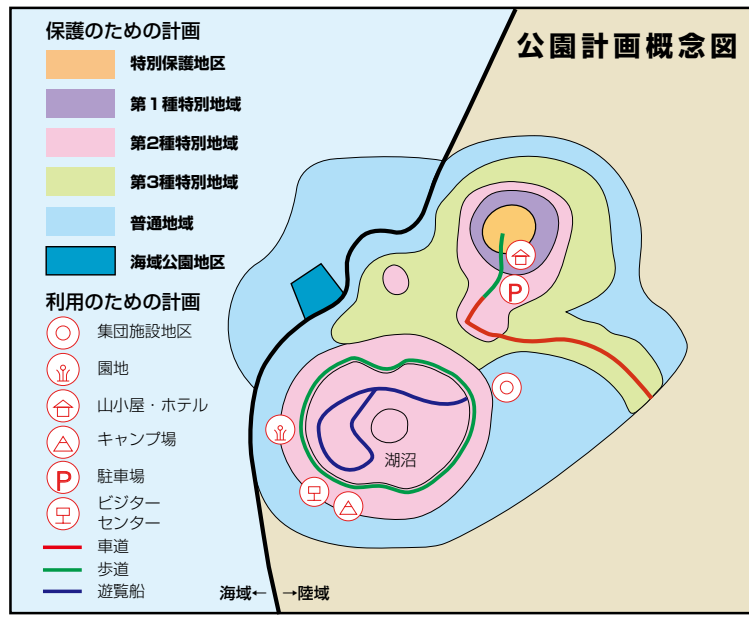 公園計画概念図
保護のための計画
特別保護地区
第1種特別地域
第2種特別地域
第3種特別地域
普通地域
海域公園地区
利用のための計画
集団施設地区
園地
山小屋・ホテル
キャンプ場
P
駐車場
ビジター
センター
車道
歩道
遊覧船
P
湖沼
海域← →陸域